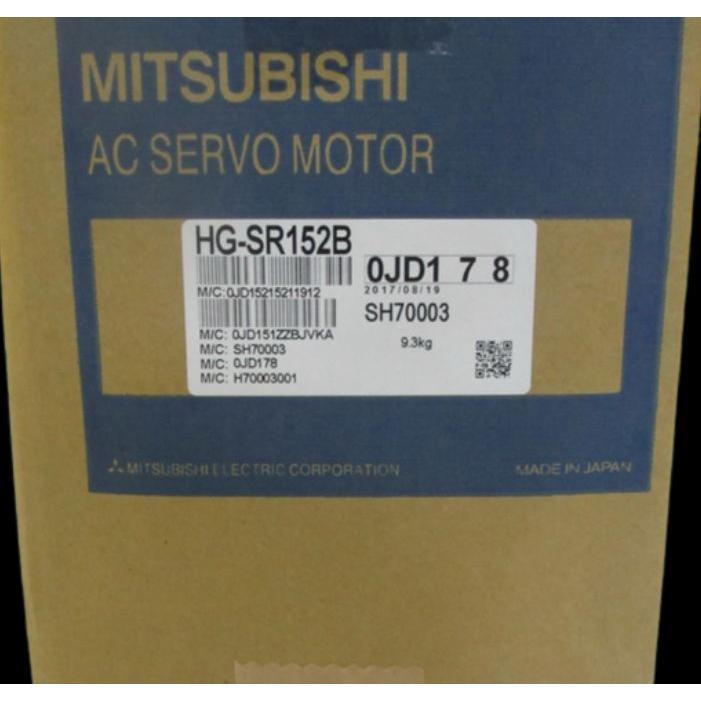 MITSUBISHI
AC SERVO MOTOR
HG-SR152B
0JD1 7 8
M/C: 0JD15215211912
2017/08/19
SH70003
M/C: 0JD151ZZBJVKA
M/C: SH70003
9.3kg
M/C: 0JD178
M/C: H70003001
MITSUBISHI ELECTRIC CORPORATION
MADE IN JAPAN